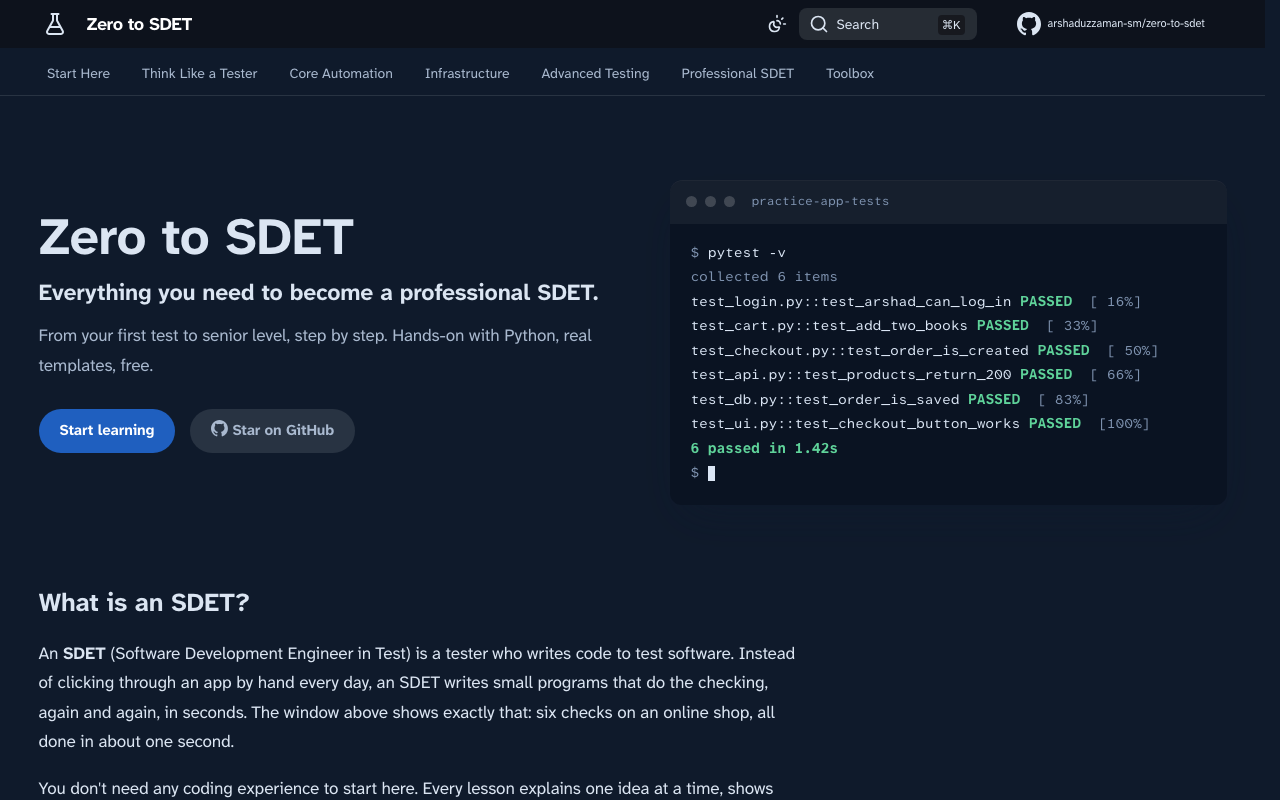 Zero to SDET
Search
⌘K
arshaduzzaman-sm/zero-to-sdet
Start Here
Think Like a Tester
Core Automation
Infrastructure
Advanced Testing
Professional SDET
Toolbox
Zero to SDET
Everything you need to become a professional SDET.
From your first test to senior level, step by step. Hands-on with Python, real
templates, free.
Start learning
Star on GitHub
practice-app-tests
$ pytest -v
collected 6 items
test_login.py::test_arshad_can_log_in PASSED  [ 16%]
test_cart.py::test_add_two_books PASSED  [ 33%]
test_checkout.py::test_order_is_created PASSED  [ 50%]
test_api.py::test_products_return_200 PASSED  [ 66%]
test_db.py::test_order_is_saved PASSED  [ 83%]
test_ui.py::test_checkout_button_works PASSED  [100%]
6 passed in 1.42s
$
What is an SDET?
An SDET (Software Development Engineer in Test) is a tester who writes code to test software. Instead
of clicking through an app by hand every day, an SDET writes small programs that do the checking,
again and again, in seconds. The window above shows exactly that: six checks on an online shop, all
done in about one second.
You don't need any coding experience to start here. Every lesson explains one idea at a time, shows